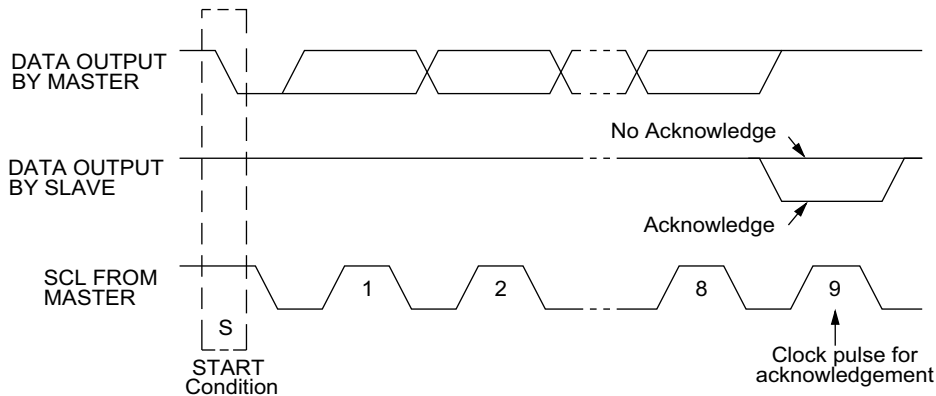 DATA OUTPUT
BY MASTER
No Acknowledge
DATA OUTPUT
BY SLAVE
Acknowledge
SCL FROM
MASTER
1
2
8
9
S
START
Condition
Clock pulse for
acknowledgement